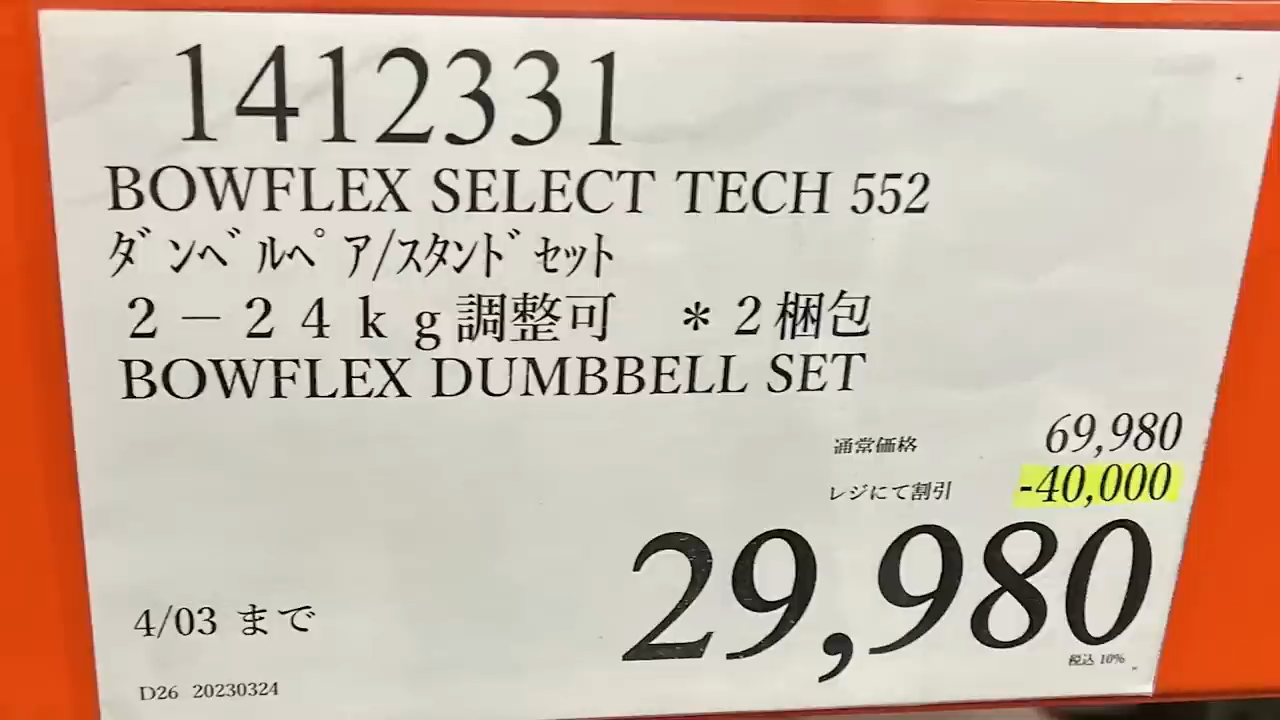 1412331
BOWFLEX SELECT TECH 552
ﾀﾞﾝﾍﾞﾙﾍﾟｱ/ｽﾀﾝﾄﾞｾｯﾄ
２－２４ｋｇ調整可　＊２梱包
BOWFLEX DUMBBELL SET
通常価格 69,980
レジにて割引 -40,000
29,980
税込 10%
4/03 まで
D26 20230324